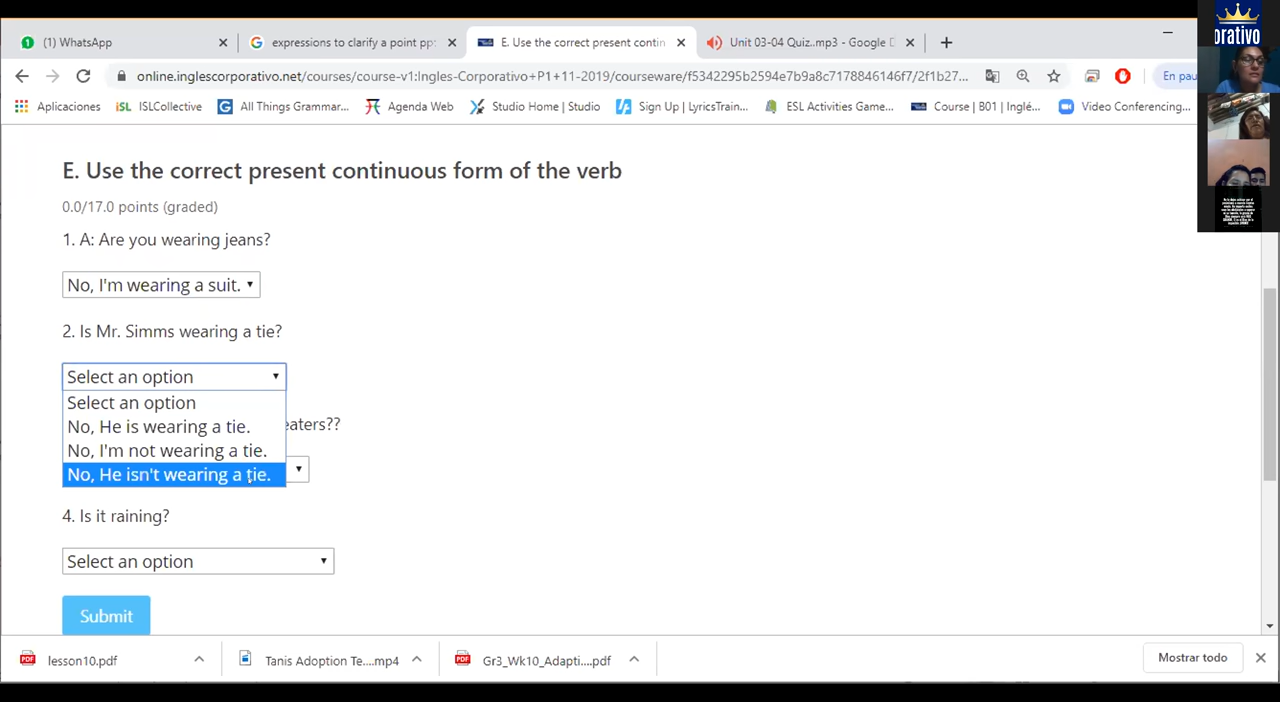 (1) WhatsApp
expressions to clarify a point ppt
E. Use the correct present contin
Unit 03-04 Quiz..mp3 - Google D
orativo
online.inglescorporativo.net/courses/course-v1:Ingles-Corporativo+P1+11-2019/courseware/f5342295b2594e7b9a8c7178846146f7/2f1b27...
En pau
Aplicaciones
iSL ISLCollective
All Things Grammar...
Agenda Web
Studio Home | Studio
Sign Up | LyricsTrain...
ESL Activities Game...
Course | B01 | Inglé...
Video Conferencing...
E. Use the correct present continuous form of the verb
0.0/17.0 points (graded)
1. A: Are you wearing jeans?
No, I'm wearing a suit.
2. Is Mr. Simms wearing a tie?
Select an option
Select an option
No, He is wearing a tie.
eaters??
No, I'm not wearing a tie.
No, He isn't wearing a tie.
4. Is it raining?
Select an option
Submit
lesson10.pdf
Tanis Adoption Te....mp4
Gr3_Wk10_Adapti....pdf
Mostrar todo